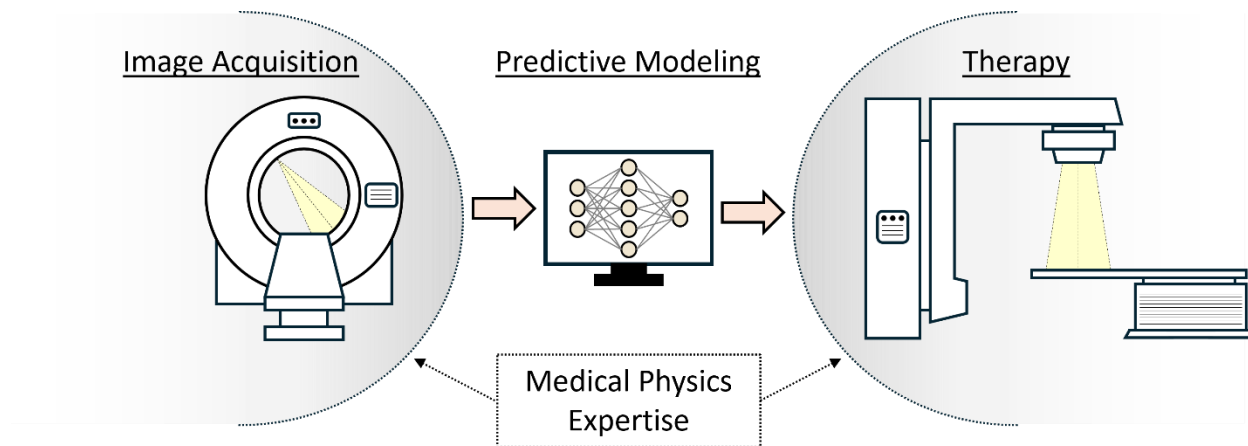 Image Acquisition
Predictive Modeling
Therapy
Medical Physics
Expertise